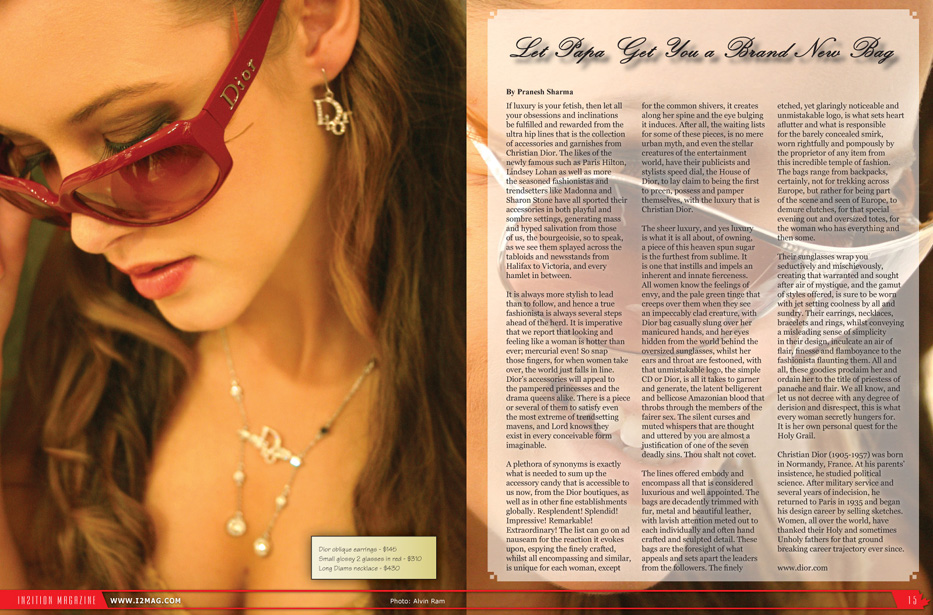 Dior
Dior oblique earrings - $145
Small glossy 2 glasses in red - $310
Long Diams necklace - $430
IN2ITION MAGAZINE
WWW.I2MAG.COM
Photo: Alvin Ram
Let Papa Get You a Brand New Bag
By Pranesh Sharma
If luxury is your fetish, then let all
your obsessions and inclinations
be fulfilled and rewarded from the
ultra hip lines that is the collection
of accessories and garnishes from
Christian Dior. The likes of the
newly famous such as Paris Hilton,
Lindsey Lohan as well as more
the seasoned fashionistas and
trendsetters like Madonna and
Sharon Stone have all sported their
accessories in both playful and
sombre settings, generating mass
and hyped salivation from those
of us, the bourgeoisie, so to speak,
as we see them splayed across the
tabloids and newsstands from
Halifax to Victoria, and every
hamlet in between.
It is always more stylish to lead
than to follow, and hence a true
fashionista is always several steps
ahead of the herd. It is imperative
that we report that looking and
feeling like a woman is hotter than
ever; mercurial even! So snap
those fingers, for when women take
over, the world just falls in line.
Dior's accessories will appeal to
the pampered princesses and the
drama queens alike. There is a piece
or several of them to satisfy even
the most extreme of trendsetting
mavens, and Lord knows they
exist in every conceivable form
imaginable.
A plethora of synonyms is exactly
what is needed to sum up the
accessory candy that is accessible to
us now, from the Dior boutiques, as
well as in other fine establishments
globally. Resplendent! Splendid!
Impressive! Remarkable!
Extraordinary! The list can go on ad
nauseam for the reaction it evokes
upon, espying the finely crafted,
whilst all encompassing and similar,
is unique for each woman, except
for the common shivers, it creates
along her spine and the eye bulging
it induces. After all, the waiting lists
for some of these pieces, is no mere
urban myth, and even the stellar
creatures of the entertainment
world, have their publicists and
stylists speed dial, the House of
Dior, to lay claim to being the first
to preen, possess and pamper
themselves, with the luxury that is
Christian Dior.
The sheer luxury, and yes luxury
is what it is all about, of owning,
a piece of this heaven spun sugar
is the furthest from sublime. It
is one that instills and impels an
inherent and innate fierceness.
All women know the feelings of
envy, and the pale green tinge that
creeps over them when they see
an impeccably clad creature, with
Dior bag casually slung over her
manicured hands, and her eyes
hidden from the world behind the
oversized sunglasses, whilst her
ears and throat are festooned, with
that unmistakable logo, the simple
CD or Dior, is all it takes to garner
and generate, the latent belligerent
and bellicose Amazonian blood that
throbs through the members of the
fairer sex. The silent curses and
muted whispers that are thought
and uttered by you are almost a
justification of one of the seven
deadly sins. Thou shalt not covet.
The lines offered embody and
encompass all that is considered
luxurious and well appointed. The
bags are decadently trimmed with
fur, metal and beautiful leather,
with lavish attention meted out to
each individually and often hand
crafted and sculpted detail. These
bags are the foresight of what
appeals and sets apart the leaders
from the followers. The finely
etched, yet glaringly noticeable and
unmistakable logo, is what sets heart
aflutter and what is responsible
for the barely concealed smirk,
worn rightfully and pompously by
the proprietor of any item from
this incredible temple of fashion.
The bags range from backpacks,
certainly, not for trekking across
Europe, but rather for being part
of the scene and seen of Europe, to
demure clutches, for that special
evening out and oversized totes, for
the woman who has everything and
then some.
Their sunglasses wrap you
seductively and mischievously,
creating that warranted and sought
after air of mystique, and the gamut
of styles offered, is sure to be worn
with jet setting coolness by all and
sundry. Their earrings, necklaces,
bracelets and rings, whilst conveying
a misleading sense of simplicity
in their design, inculcate an air of
flair, finesse and flamboyance to the
fashionista flaunting them. All and
all, these goodies proclaim her and
ordain her to the title of priestess of
panache and flair. We all know, and
let us not decree with any degree of
derision and disrespect, this is what
every woman secretly hungers for.
It is her own personal quest for the
Holy Grail.
Christian Dior (1905-1957) was born
in Normandy, France. At his parents'
insistence, he studied political
science. After military service and
several years of indecision, he
returned to Paris in 1935 and began
his design career by selling sketches.
Women, all over the world, have
thanked their Holy and sometimes
Unholy fathers for that ground
breaking career trajectory ever since.
www.dior.com
15